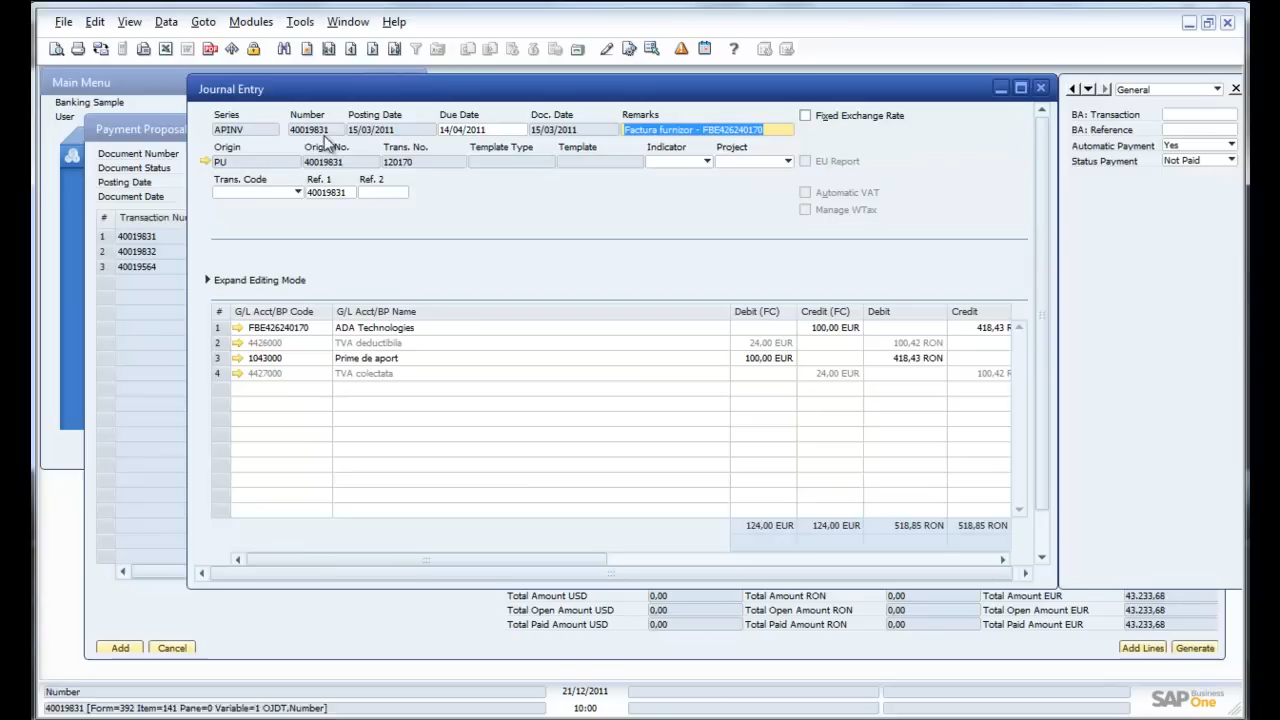 File Edit View Data Goto Modules Tools Window Help
Main Menu
Banking Sample
User
Payment Proposal
Document Number
Document Status
Posting Date
Document Date
# Transaction Nu
1 40019831
2 40019832
3 40019564
Journal Entry
Series Number Posting Date Due Date Doc. Date Remarks
APINV 40019831 15/03/2011 14/04/2011 15/03/2011 Factura furnizor - FBE426240170
Fixed Exchange Rate
Origin No. Trans. No. Template Type Template Indicator Project
PU 40019831 120170
EU Report
Trans. Code Ref. 1 Ref. 2
40019831
Automatic VAT
Manage WTax
Expand Editing Mode
# G/L Acct/BP Code G/L Acct/BP Name Debit (FC) Credit (FC) Debit Credit
1 FBE426240170 ADA Technologies 100,00 EUR 418,43 R
2 4426000 TVA deductibila 24,00 EUR 100,42 RON
3 1043000 Prime de aport 100,00 EUR 418,43 RON
4 4427000 TVA colectata 24,00 EUR 100,42 R
124,00 EUR 124,00 EUR 518,85 RON 518,85 RON
General
BA: Transaction
BA: Reference
Automatic Payment Yes
Status Payment Not Paid
Total Amount USD 0,00 Total Amount RON 0,00 Total Amount EUR 43.233,68
Total Open Amount USD 0,00 Total Open Amount RON 0,00 Total Open Amount EUR 43.233,68
Total Paid Amount USD 0,00 Total Paid Amount RON 0,00 Total Paid Amount EUR 43.233,68
Add Cancel Add Lines Generate
Number 21/12/2011
40019831 [Form=392 Item=141 Pane=0 Variable=1 OJDT.Number] 10:00
SAP Business One